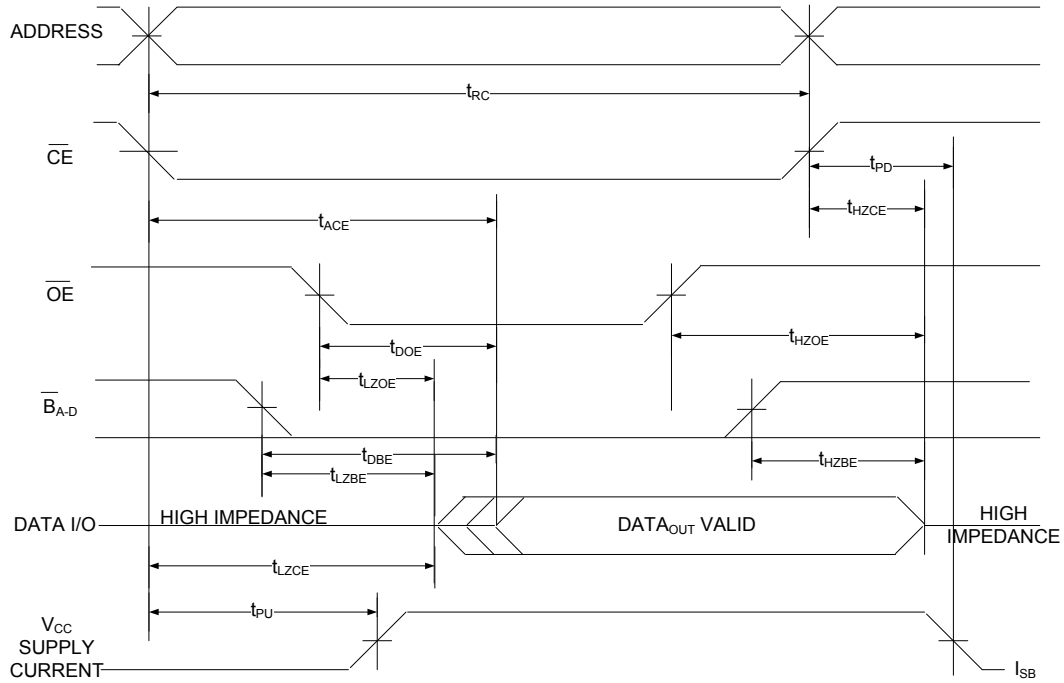 ADDRESS
tRC
CE
tPD
tHZCE
tACE
OE
tDOE
tHZOE
tLZOE
BA-D
tDBE
tHZBE
tLZBE
DATA I/O
HIGH IMPEDANCE
DATAOUT VALID
HIGH
IMPEDANCE
tLZCE
tPU
VCC
SUPPLY
CURRENT
ISB